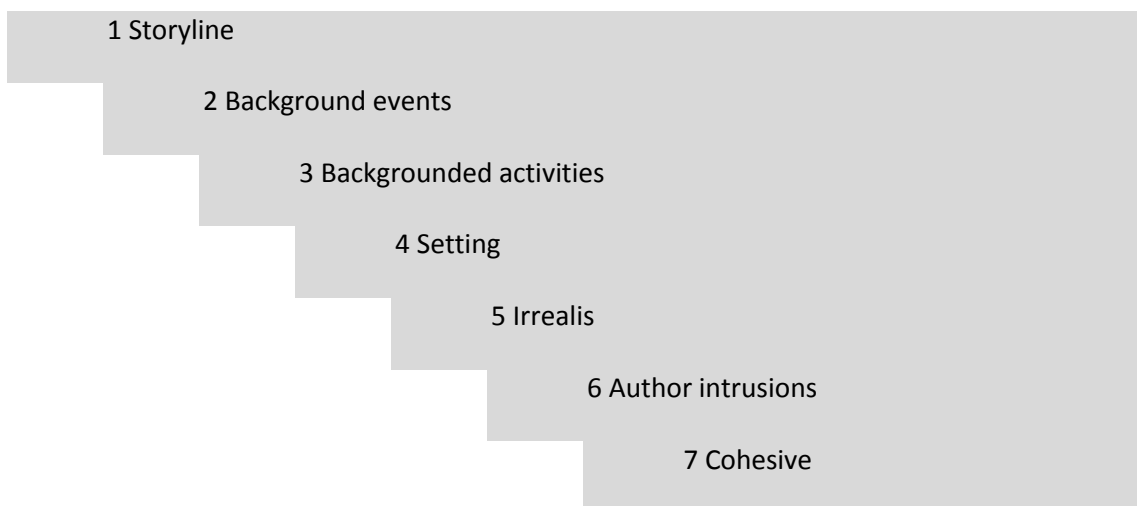 1 Storyline
2 Background events
3 Backgrounded activities
4 Setting
5 Irrealis
6 Author intrusions
7 Cohesive